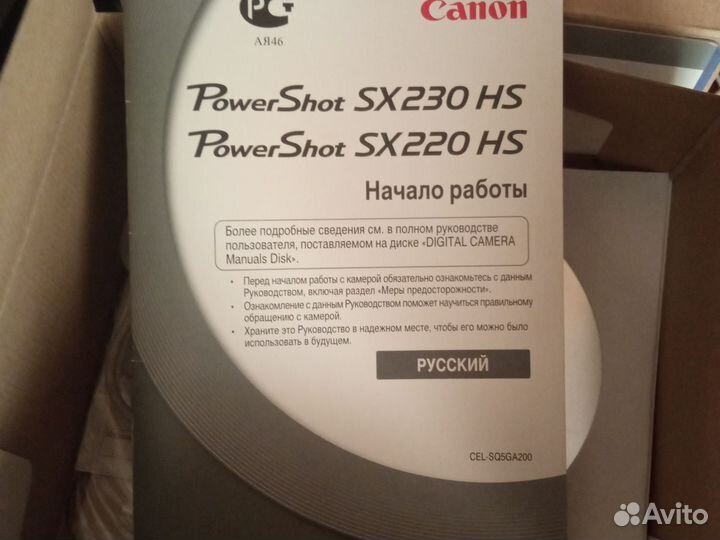 РСТ
АЯ46
Canon
PowerShot SX230 HS
PowerShot SX220 HS
Начало работы
Более подробные сведения см. в полном руководстве
пользователя, поставляемом на диске «DIGITAL CAMERA
Manuals Disk».
• Перед началом работы с камерой обязательно ознакомьтесь с данным
Руководством, включая раздел «Меры предосторожности».
• Ознакомление с данным Руководством поможет научиться правильному
обращению с камерой.
• Храните это Руководство в надежном месте, чтобы его можно было
использовать в будущем.
РУССКИЙ
CEL-SQ5GA200
Avito